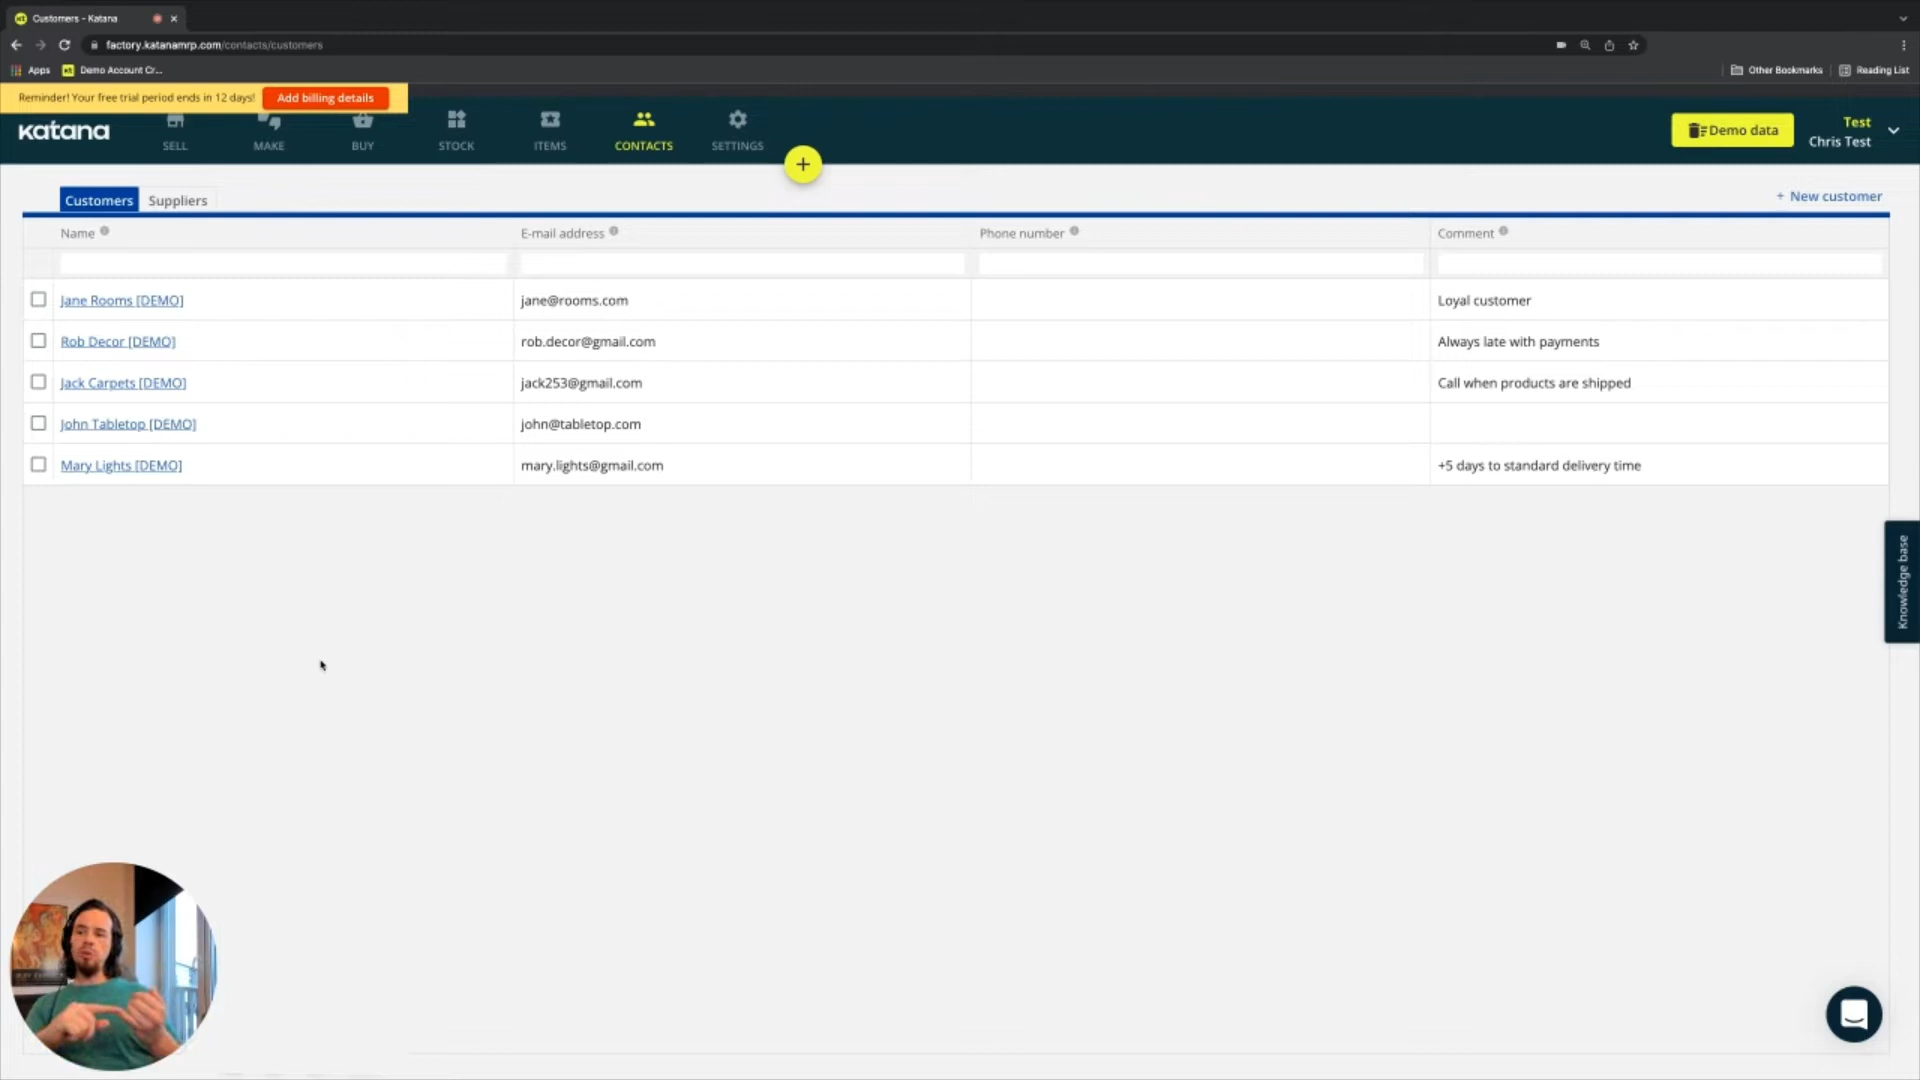 Customers - Katana
factory.katanamrp.com/contacts/customers
Apps
Demo Account Cr...
Other Bookmarks
Reading List
Reminder! Your free trial period ends in 12 days!
Add billing details
katana
SELL
MAKE
BUY
STOCK
ITEMS
CONTACTS
SETTINGS
+
Demo data
Test
Chris Test
Customers
Suppliers
+ New customer
Name
E-mail address
Phone number
Comment
Jane Rooms [DEMO]
jane@rooms.com
Loyal customer
Rob Decor [DEMO]
rob.decor@gmail.com
Always late with payments
Jack Carpets [DEMO]
jack253@gmail.com
Call when products are shipped
John Tabletop [DEMO]
john@tabletop.com
Mary Lights [DEMO]
mary.lights@gmail.com
+5 days to standard delivery time
Knowledge base